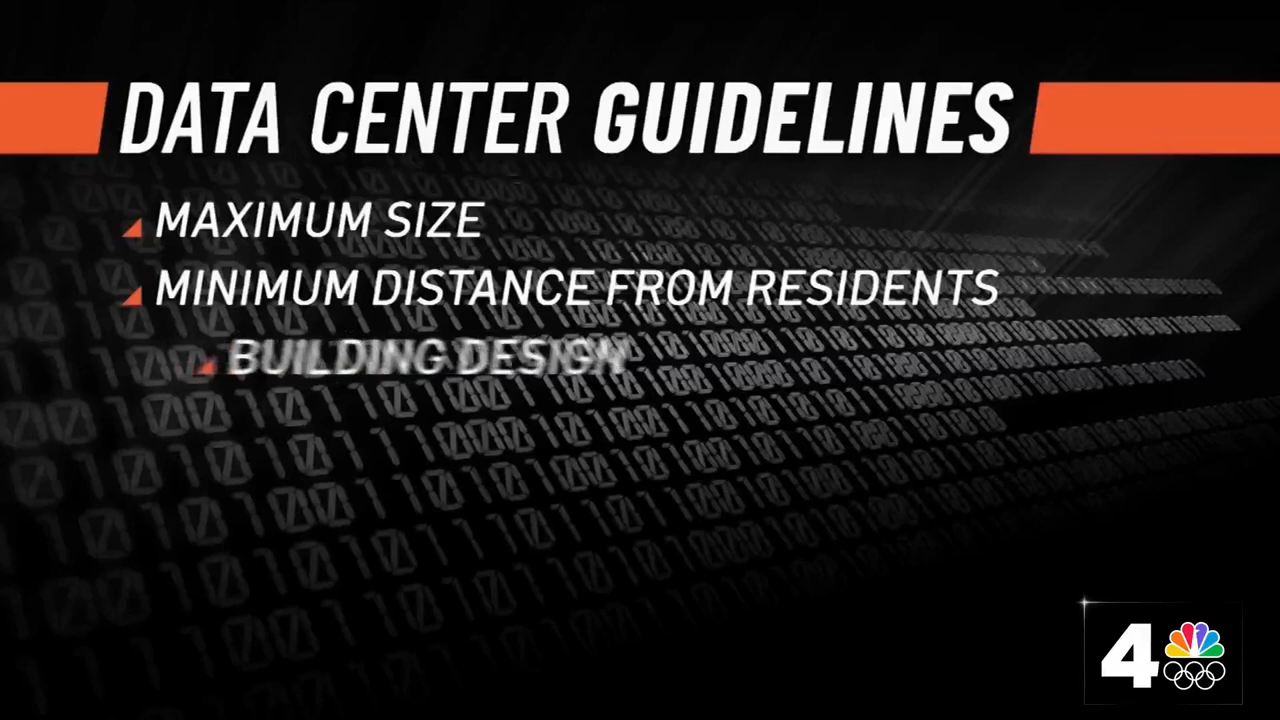 DATA CENTER GUIDELINES
MAXIMUM SIZE
MINIMUM DISTANCE FROM RESIDENTS
BUILDING DESIGN
4